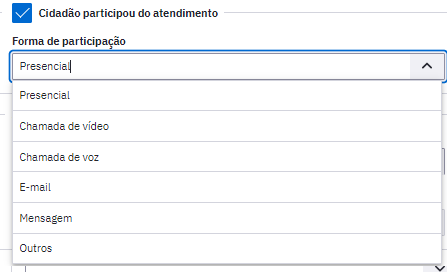 Cidadão participou do atendimento
Forma de participação
Presencial
Presencial
Chamada de vídeo
Chamada de voz
E-mail
Mensagem
Outros